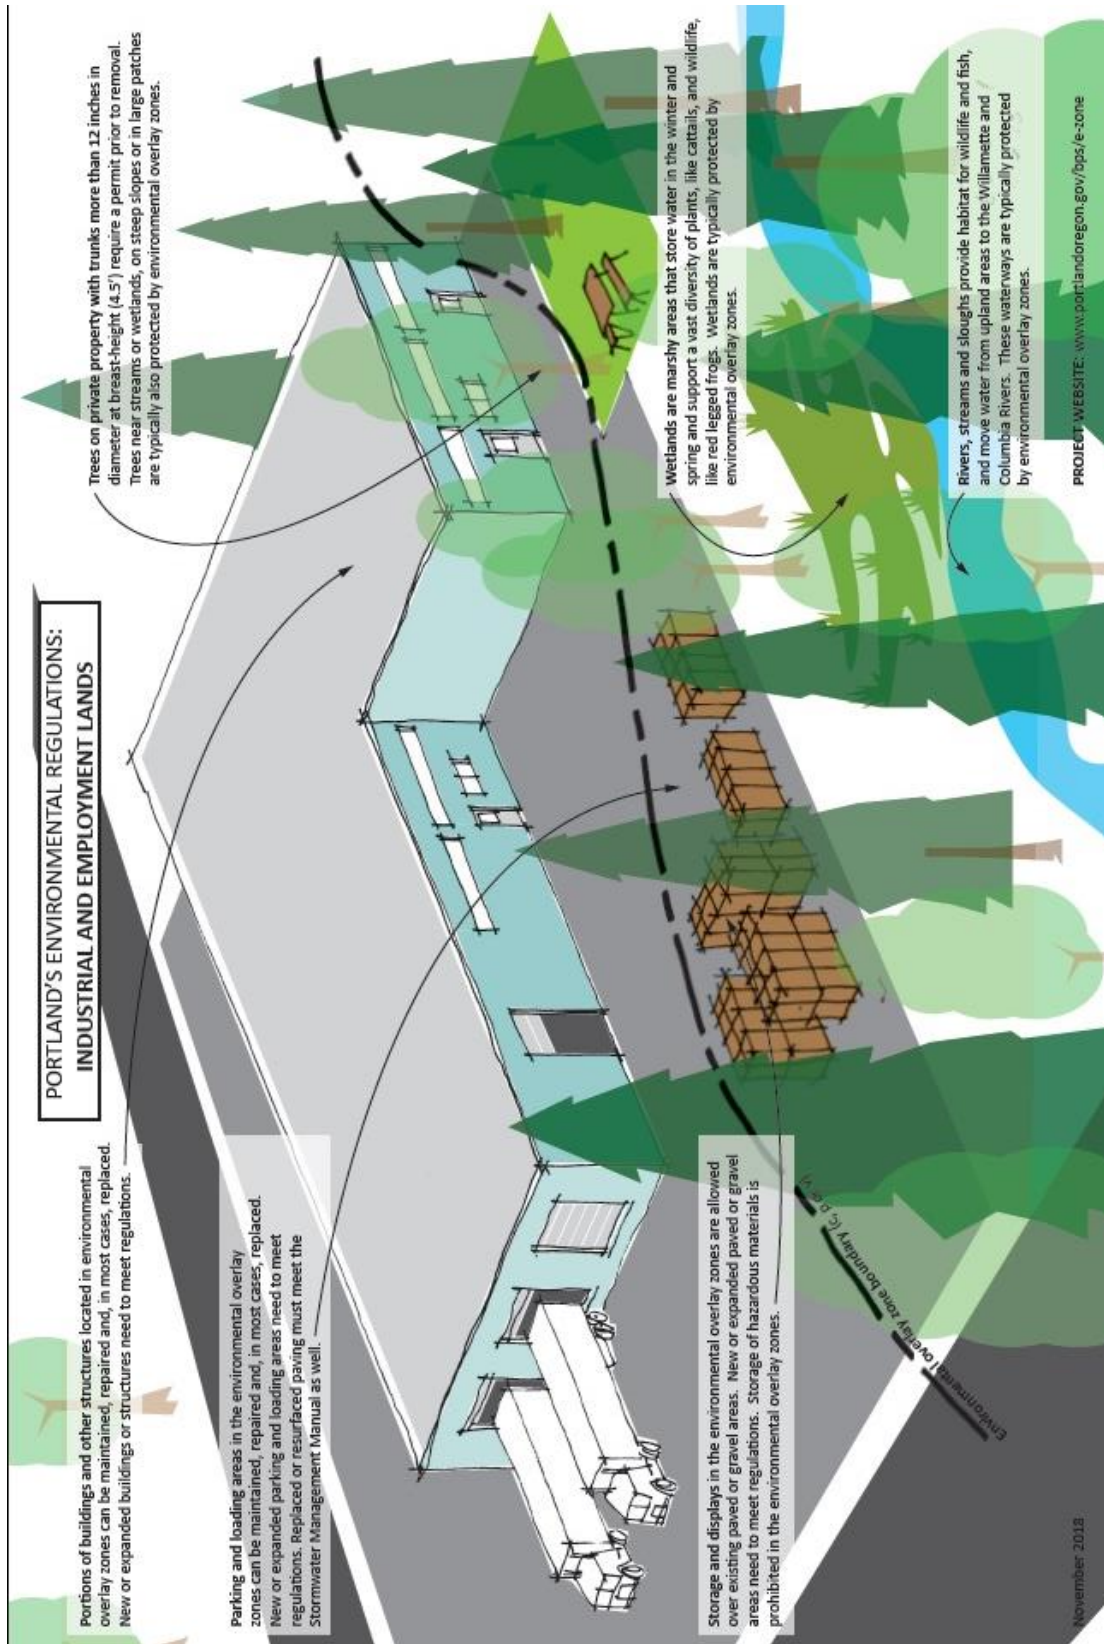 PORTLAND'S ENVIRONMENTAL REGULATIONS:
INDUSTRIAL AND EMPLOYMENT LANDS
Portions of buildings and other structures located in environmental
overlay zones can be maintained, repaired and, in most cases, replaced.
New or expanded buildings or structures need to meet regulations.
Parking and loading areas in the environmental overlay
zones can be maintained, repaired and, in most cases, replaced.
New or expanded parking and loading areas need to meet
regulations. Replaced or resurfaced paving must meet the
Stormwater Management Manual as well.
Storage and displays in the environmental overlay zones are allowed
over existing paved or gravel areas. New or expanded paved or gravel
areas need to meet regulations. Storage of hazardous materials is
prohibited in the environmental overlay zones.
Trees on private property with trunks more than 12 inches in
diameter at breast-height (4.5') require a permit prior to removal.
Trees near streams or wetlands, on steep slopes or in large patches
are typically also protected by environmental overlay zones.
Wetlands are marshy areas that store water in the winter and
spring and support a vast diversity of plants, like cattails, and wildlife,
like red legged frogs. Wetlands are typically protected by
environmental overlay zones.
Rivers, streams and sloughs provide habitat for wildlife and fish,
and move water from upland areas to the Willamette and
Columbia Rivers. These waterways are typically protected
by environmental overlay zones.
Environmental overlay zone boundary (c, p or v)
November 2018
PROJECT WEBSITE: www.portlandoregon.gov/bps/e-zone